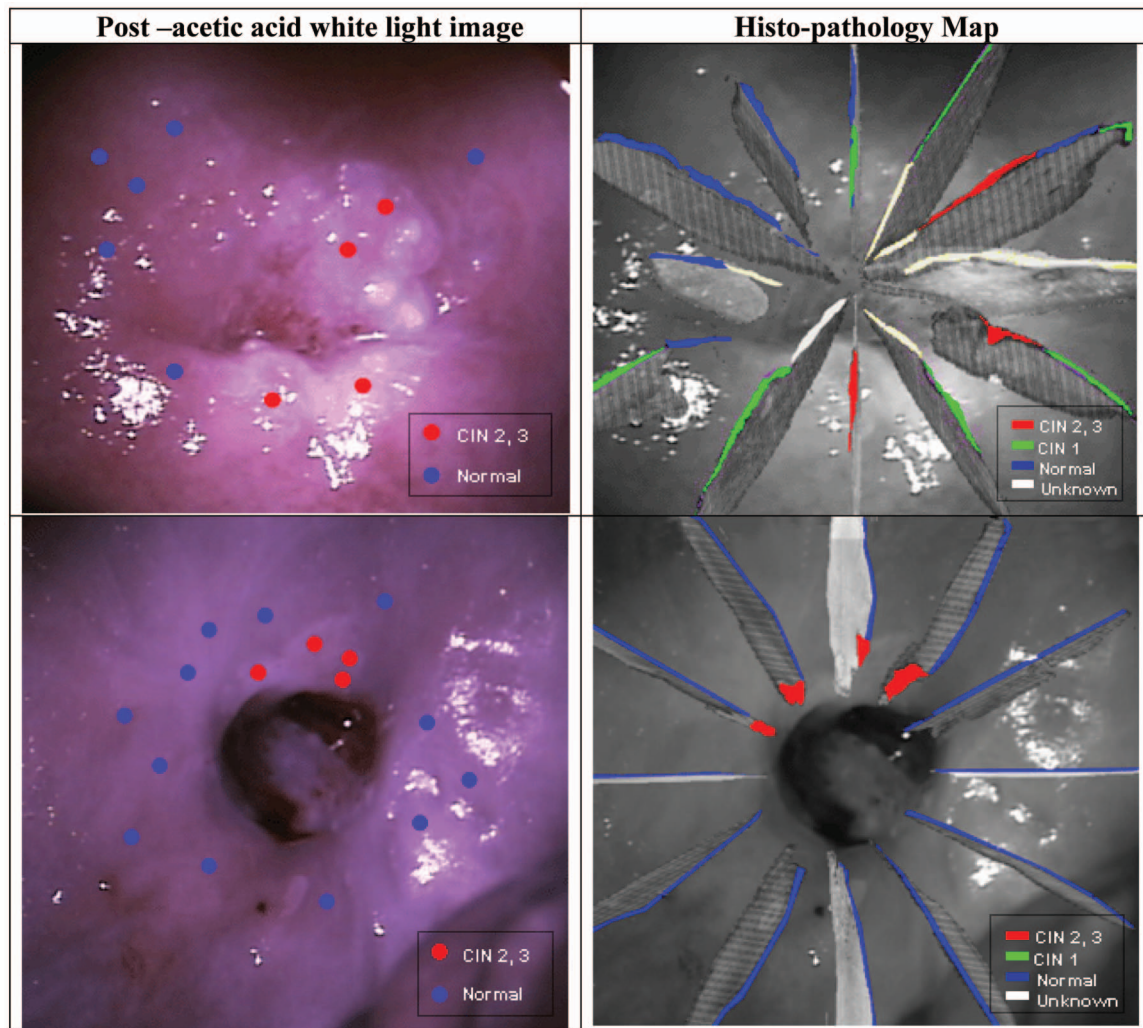 Post –acetic acid white light image
Histo-pathology Map
CIN 2, 3
Normal
CIN 2, 3
CIN 1
Normal
Unknown
CIN 2, 3
Normal
CIN 2, 3
CIN 1
Normal
Unknown